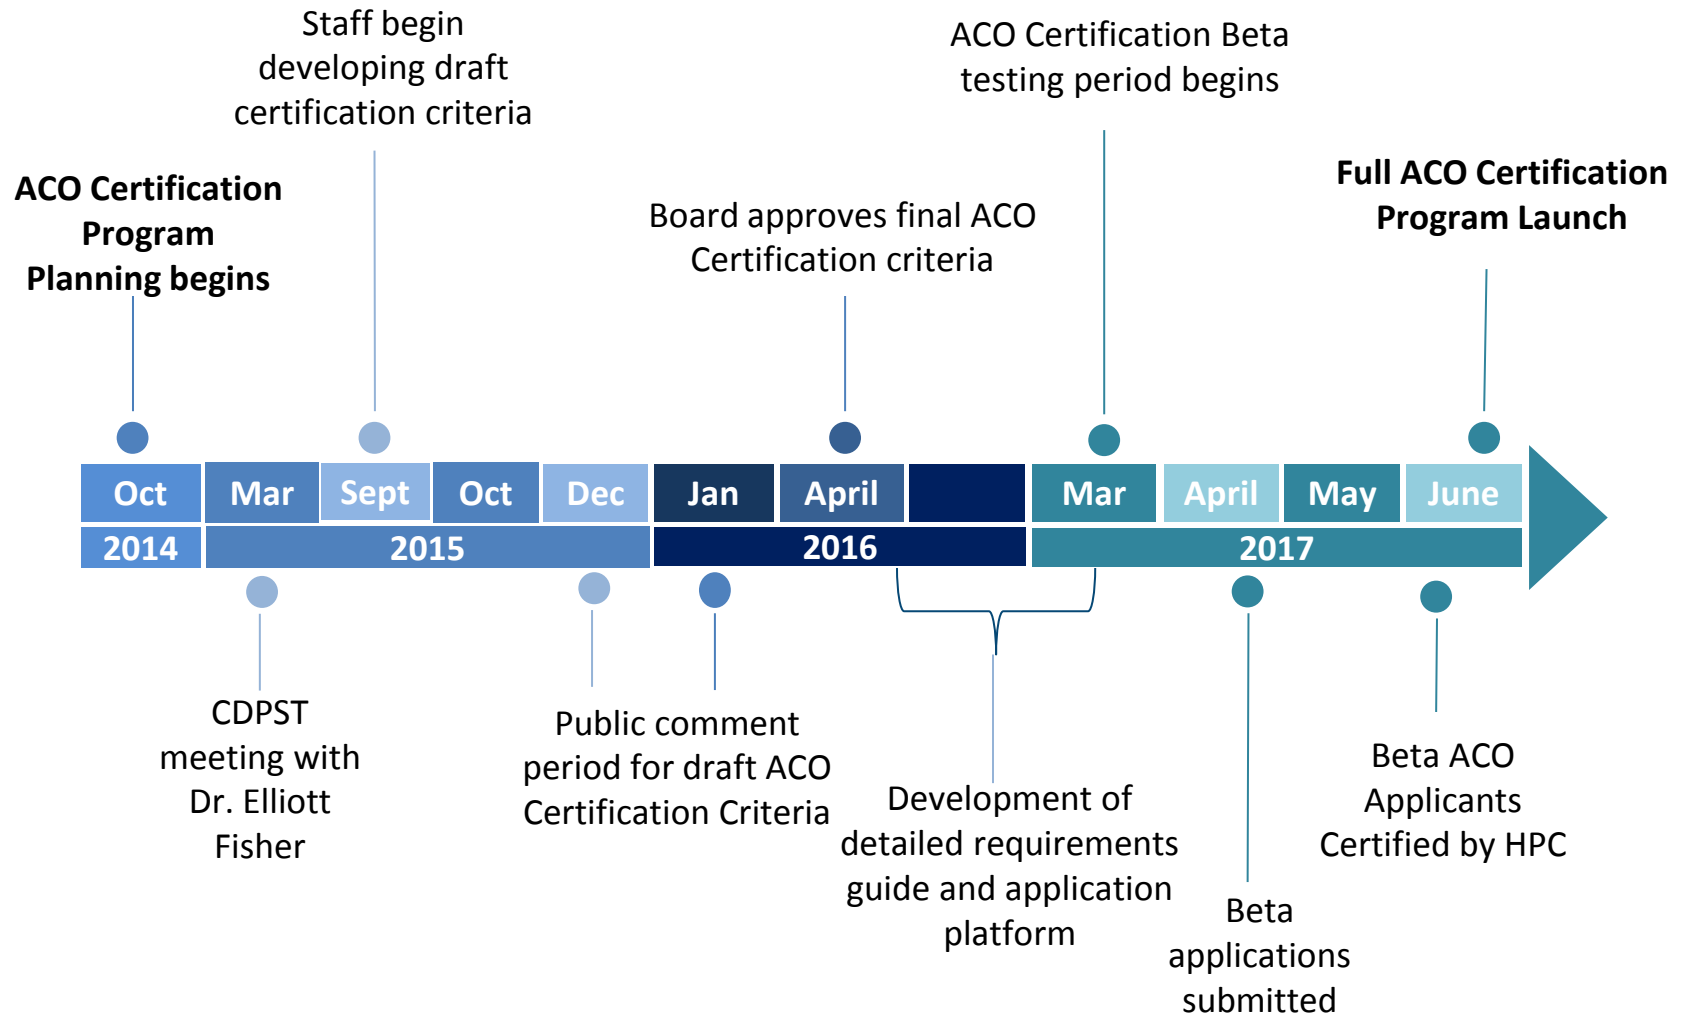 Staff begin
developing draft
certification criteria
ACO Certification Beta
testing period begins
ACO Certification
Program
Planning begins
Board approves final ACO
Certification criteria
Full ACO Certification
Program Launch
Oct
Mar
Sept
Oct
Dec
Jan
April
Mar
April
May
June
2014
2015
2016
2017
CDPST
meeting with
Dr. Elliott
Fisher
Public comment
period for draft ACO
Certification Criteria
Development of
detailed requirements
guide and application
platform
Beta
applications
submitted
Beta ACO
Applicants
Certified by HPC